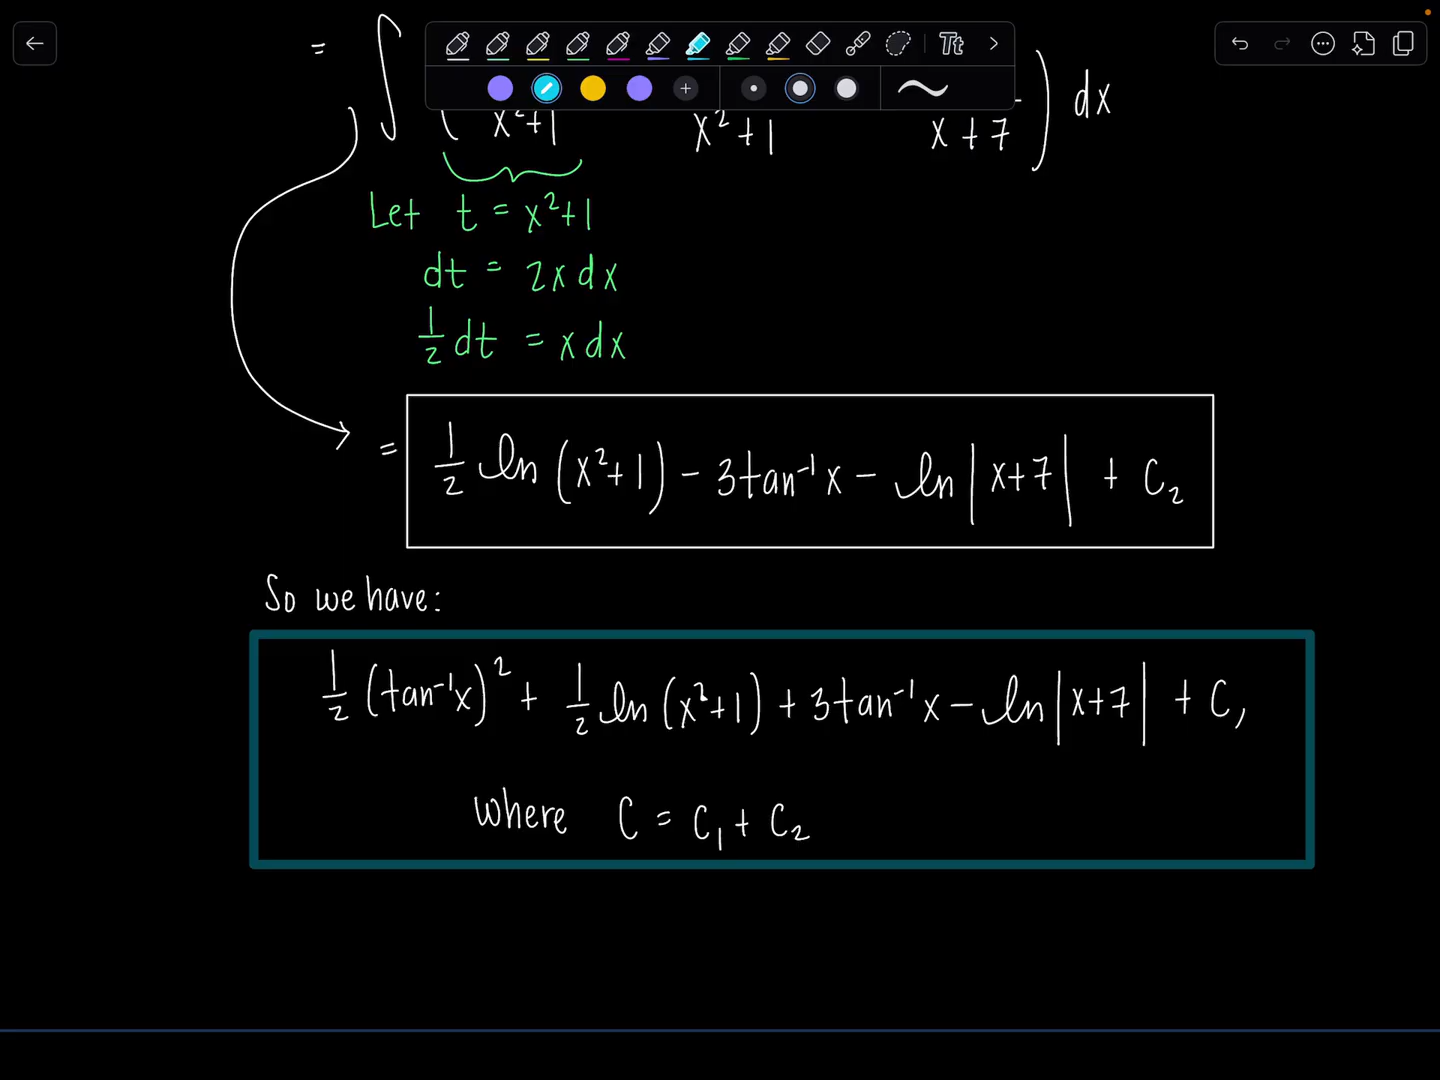 Tt
= ∫ ( x²+1 x²+1 x+7 ) dx
Let t = x²+1
dt = 2x dx
½ dt = x dx
= ½ ln (x²+1) − 3tan⁻¹x − ln |x+7| + C₂
So we have:
½ (tan⁻¹x)² + ½ ln (x²+1) + 3tan⁻¹x − ln |x+7| + C,
where C = C₁ + C₂